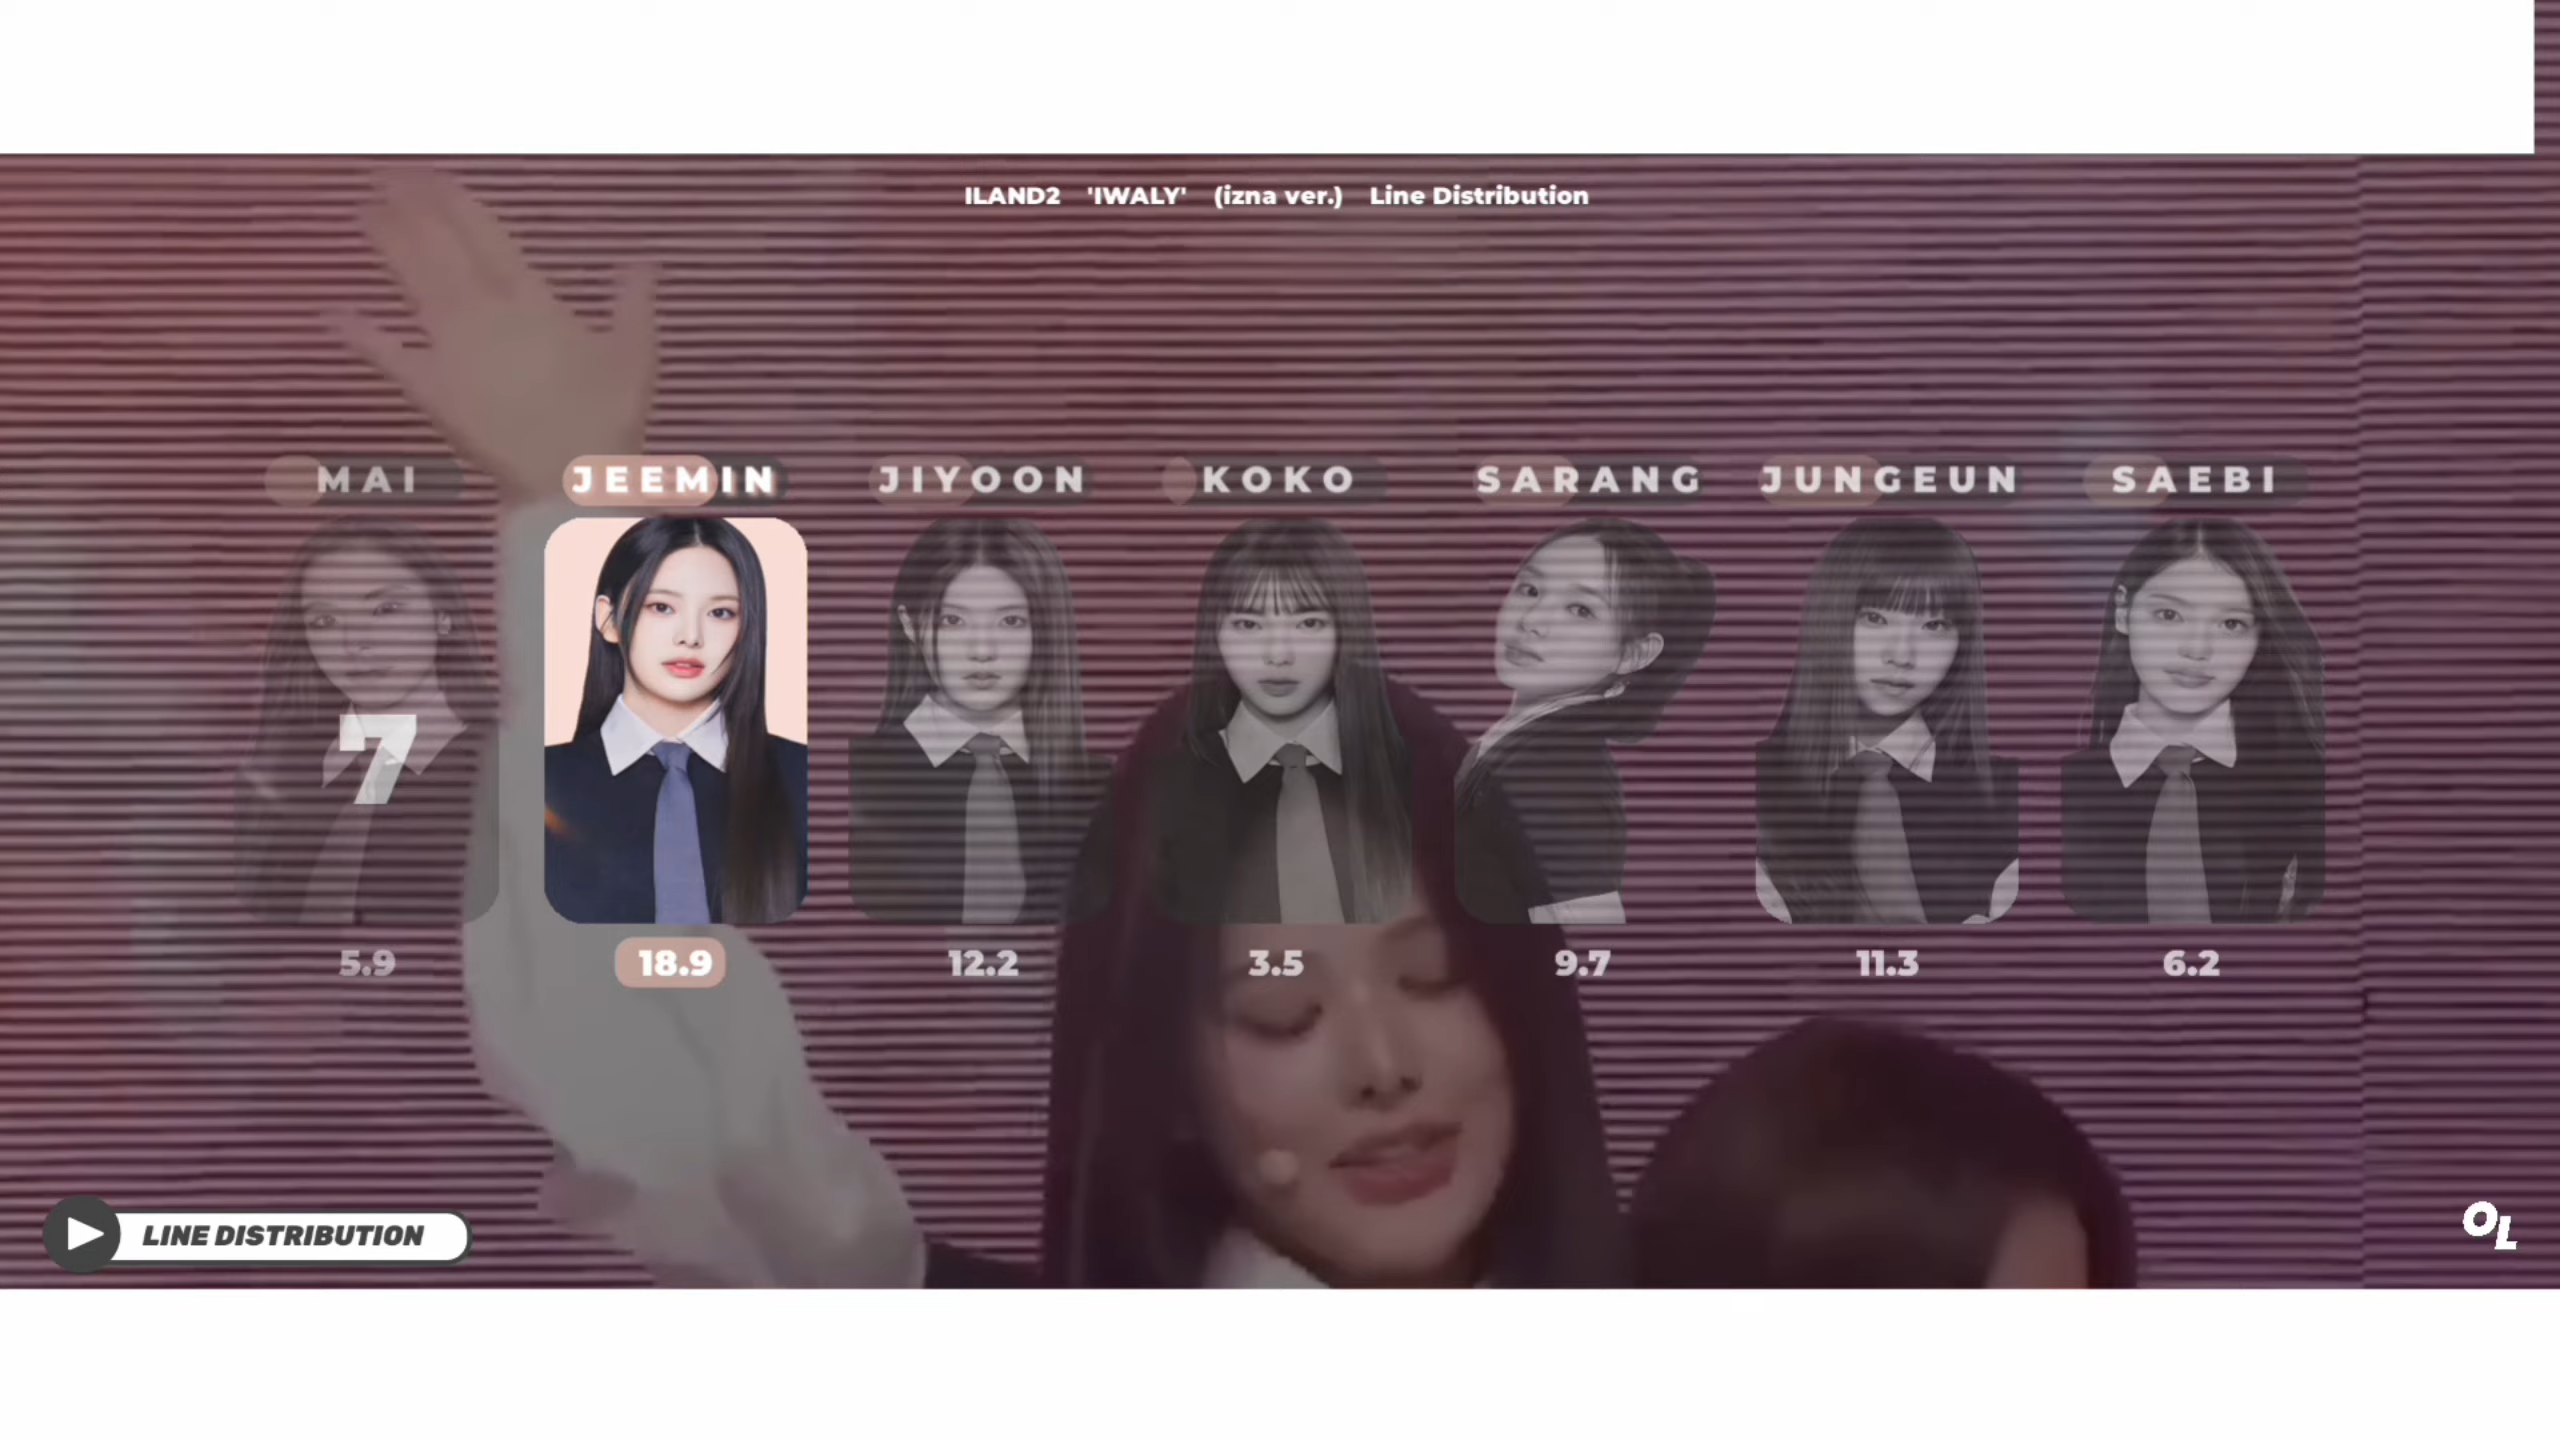 ILAND2 'IWALY' (izna ver.) Line Distribution
MAI JEEMIN JIYOON KOKO SARANG JUNGEUN SAEBI
7
5.9 18.9 12.2 3.5 9.7 11.3 6.2
LINE DISTRIBUTION
OL